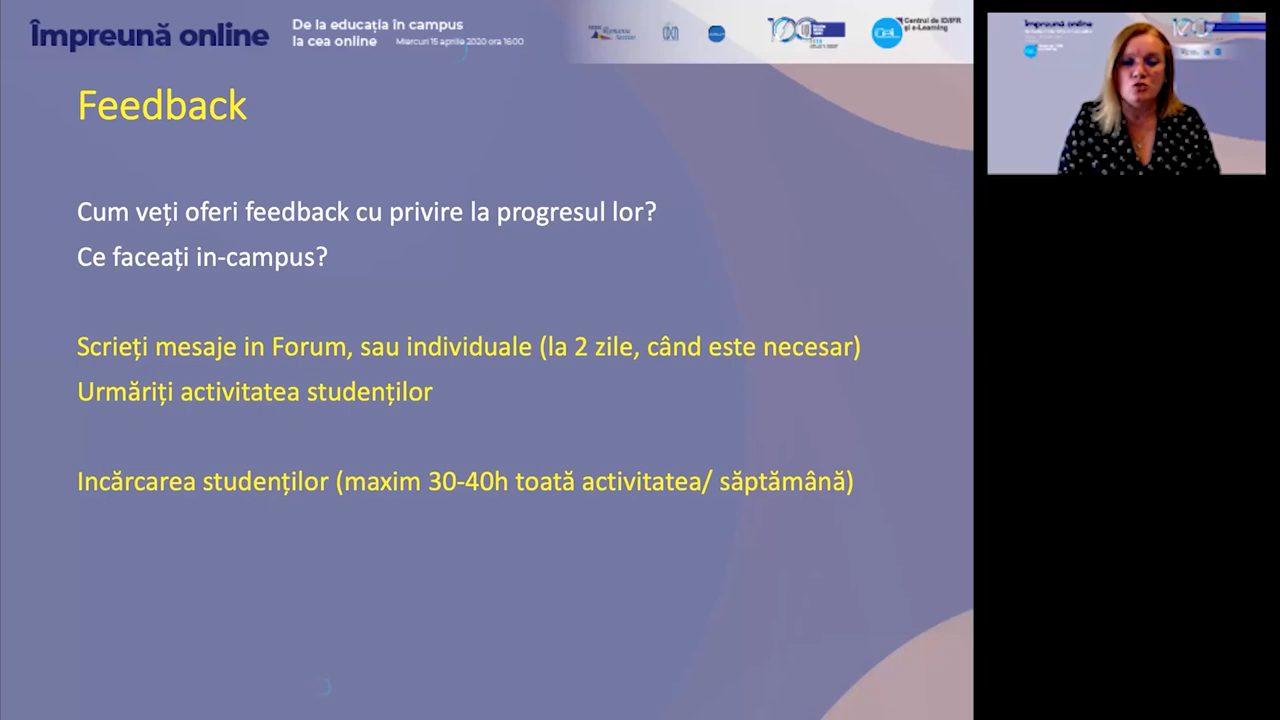 Împreună online
De la educația în campus
la cea online
Miercuri 15 aprilie 2020 ora 16:00
Centrul de ID/IFR
și e-Learning
Feedback
Cum veți oferi feedback cu privire la progresul lor?
Ce faceați in-campus?
Scrieți mesaje in Forum, sau individuale (la 2 zile, când este necesar)
Urmăriți activitatea studenților
Incărcarea studenților (maxim 30-40h toată activitatea/ săptămână)
Împreună online